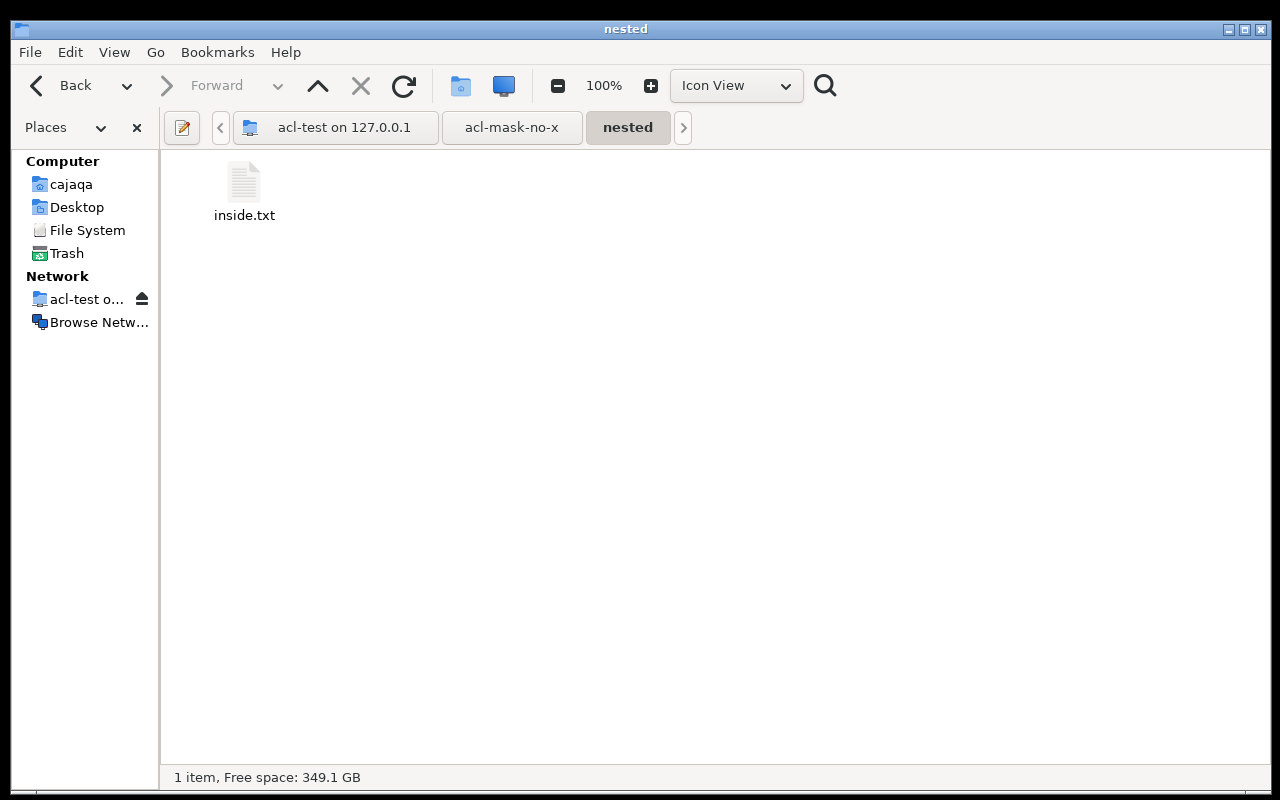 nested
File Edit View Go Bookmarks Help
Back Forward 100% Icon View
Places acl-test on 127.0.0.1 acl-mask-no-x nested
Computer
cajaqa
Desktop
File System
Trash
Network
acl-test o...
Browse Netw...
inside.txt
1 item, Free space: 349.1 GB